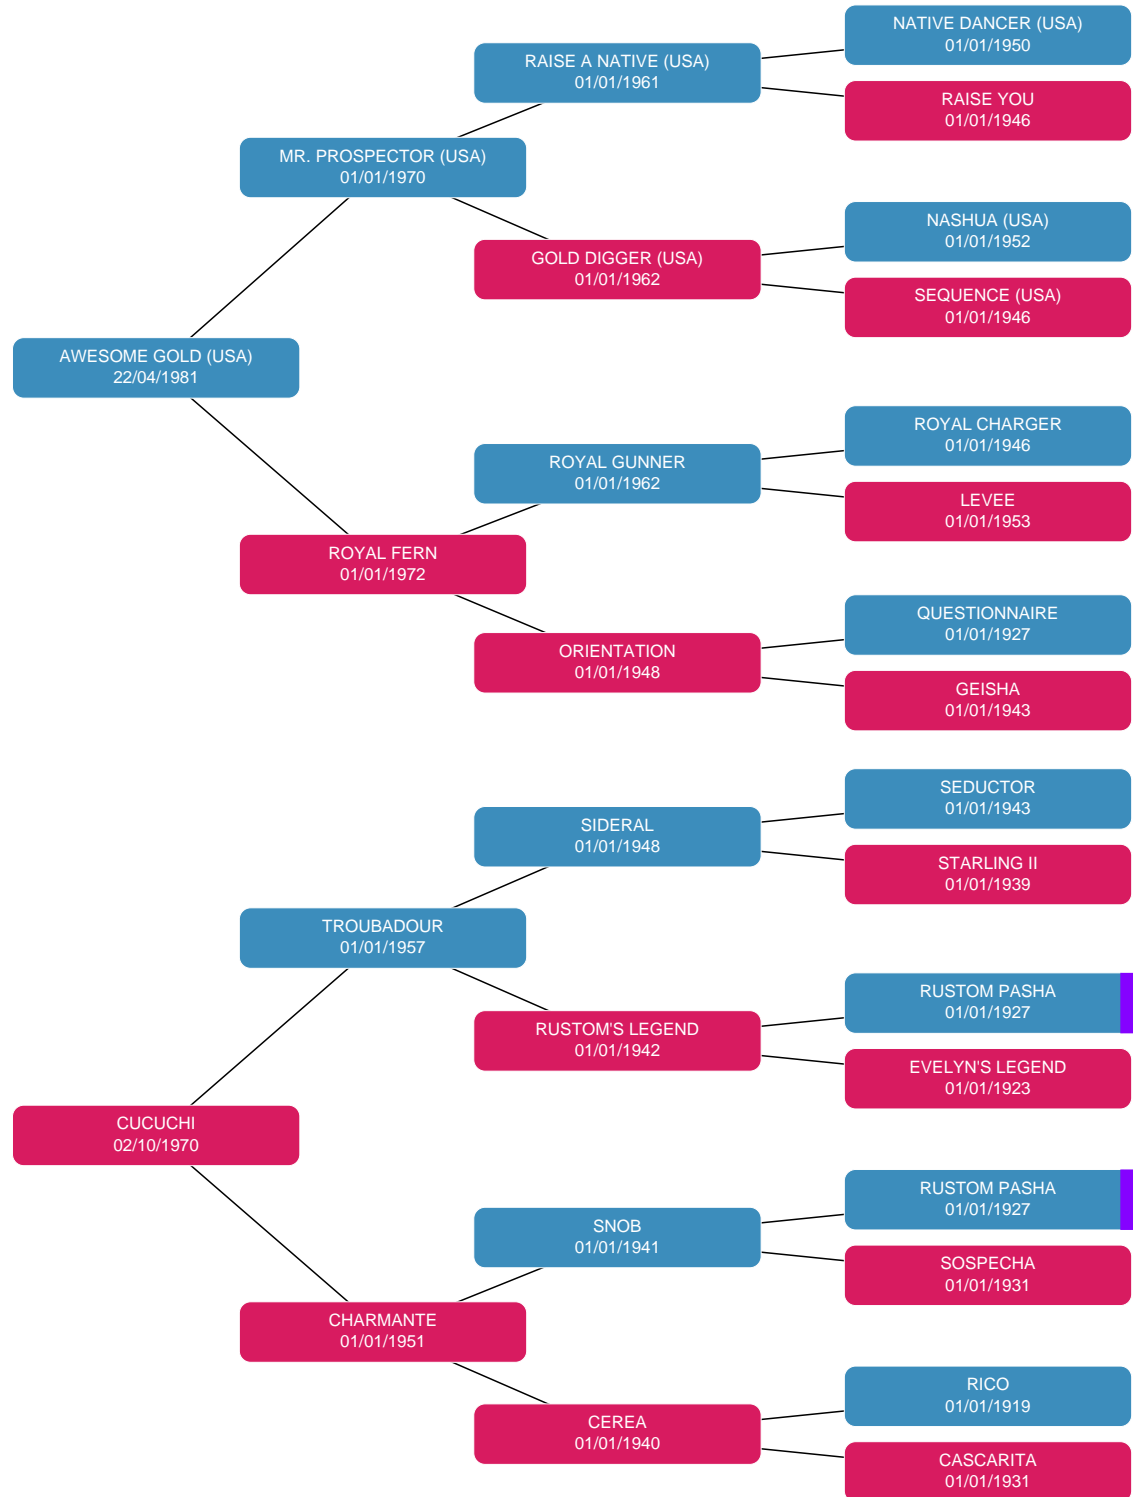 NATIVE DANCER (USA)
01/01/1950
RAISE A NATIVE (USA)
01/01/1961
RAISE YOU
01/01/1946
MR. PROSPECTOR (USA)
01/01/1970
NASHUA (USA)
01/01/1952
GOLD DIGGER (USA)
01/01/1962
SEQUENCE (USA)
01/01/1946
AWESOME GOLD (USA)
22/04/1981
ROYAL CHARGER
01/01/1946
ROYAL GUNNER
01/01/1962
LEVEE
01/01/1953
ROYAL FERN
01/01/1972
QUESTIONNAIRE
01/01/1927
ORIENTATION
01/01/1948
GEISHA
01/01/1943
SEDUCTOR
01/01/1943
SIDERAL
01/01/1948
STARLING II
01/01/1939
TROUBADOUR
01/01/1957
RUSTOM PASHA
01/01/1927
RUSTOM'S LEGEND
01/01/1942
EVELYN'S LEGEND
01/01/1923
CUCUCHI
02/10/1970
RUSTOM PASHA
01/01/1927
SNOB
01/01/1941
SOSPECHA
01/01/1931
CHARMANTE
01/01/1951
RICO
01/01/1919
CEREA
01/01/1940
CASCARITA
01/01/1931